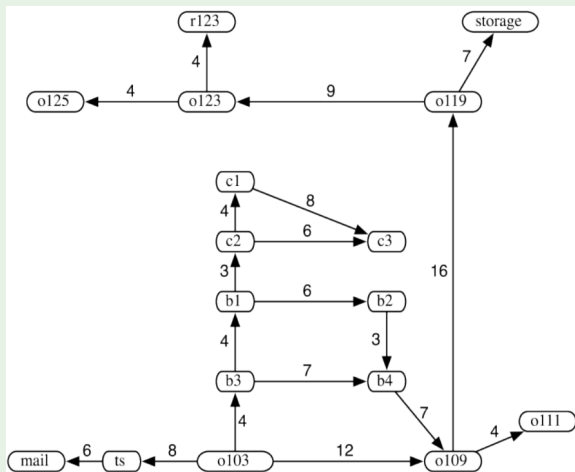 r123 storage
4 7
o125 4 o123 9 o119
c1
4 8
c2 6 c3
3 16
b1 6 b2
4 3
b3 7 b4
4 7 4 o111
mail 6 ts 8 o103 12 o109